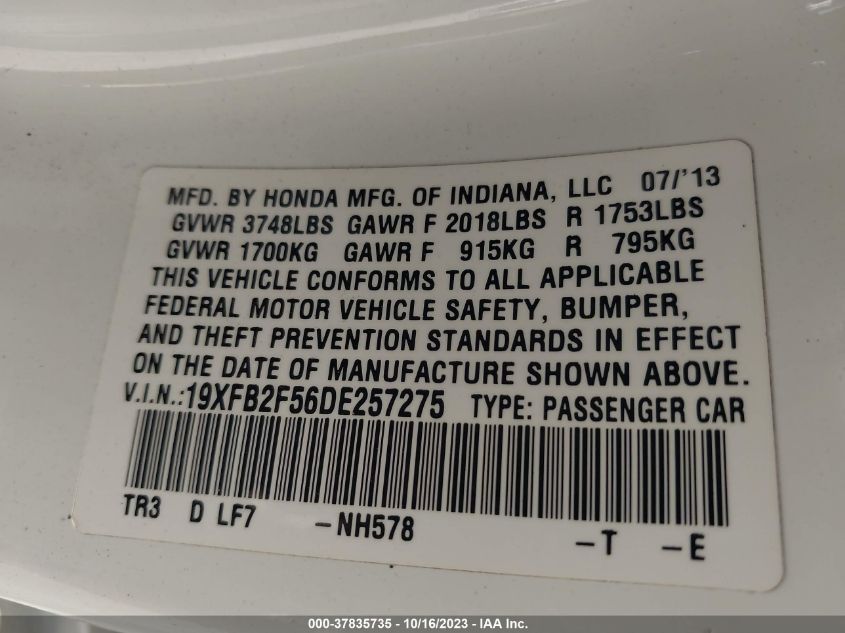 MFD. BY HONDA MFG. OF INDIANA, LLC 07/'13
GVWR 3748LBS GAWR F 2018LBS R 1753LBS
GVWR 1700KG GAWR F 915KG R 795KG
THIS VEHICLE CONFORMS TO ALL APPLICABLE
FEDERAL MOTOR VEHICLE SAFETY, BUMPER,
AND THEFT PREVENTION STANDARDS IN EFFECT
ON THE DATE OF MANUFACTURE SHOWN ABOVE.
V.I.N.:19XFB2F56DE257275 TYPE: PASSENGER CAR
TR3 D LF7 -NH578 -T -E
000-37835735 - 10/16/2023 - IAA Inc.